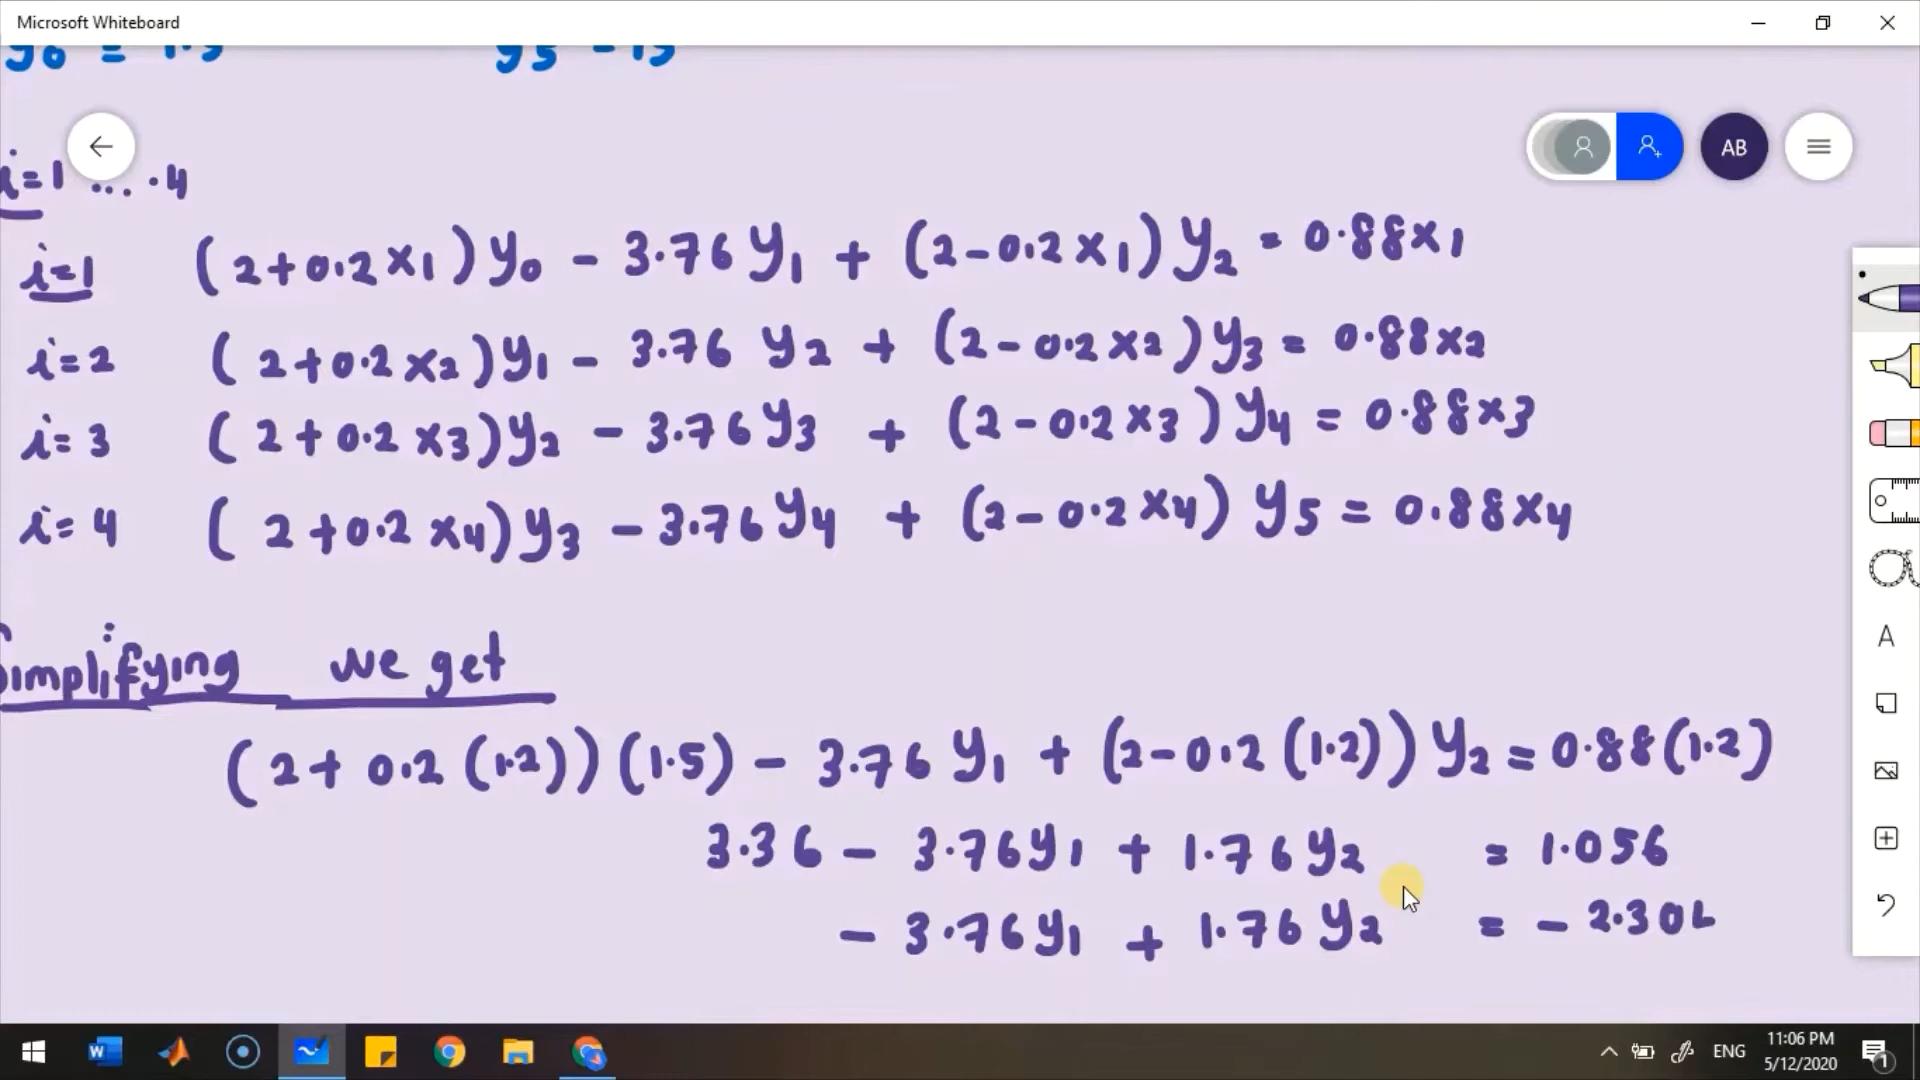 Microsoft Whiteboard
i=1 ... .4
AB
i=1 (2+0.2x1)y0 - 3.76y1 + (2-0.2x1)y2 = 0.88x1
i=2 (2+0.2x2)y1 - 3.76y2 + (2-0.2x2)y3 = 0.88x2
i=3 (2+0.2x3)y2 - 3.76y3 + (2-0.2x3)y4 = 0.88x3
i=4 (2+0.2x4)y3 - 3.76y4 + (2-0.2x4)y5 = 0.88x4
Simplifying we get
(2+0.2(1.2))(1.5) - 3.76y1 + (2-0.2(1.2))y2 = 0.88(1.2)
3.36 - 3.76y1 + 1.76y2 = 1.056
- 3.76y1 + 1.76y2 = -2.30
A
ENG
11:06 PM
5/12/2020
1